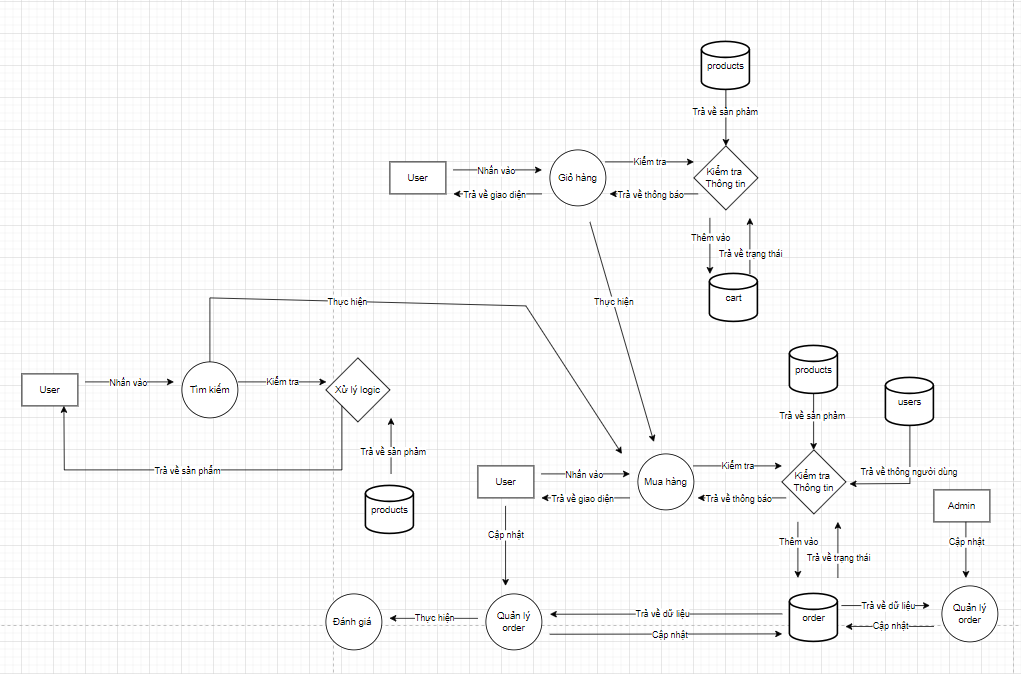 products
Trả về sản phẩm
User
Nhấn vào
Trả về giao diện
Giỏ hàng
Kiểm tra
Trả về thông báo
Kiểm tra
Thông tin
Thêm vào
Trả về trạng thái
cart
Thực hiện
Thực hiện
User
Nhấn vào
Tìm kiếm
Kiểm tra
Xử lý logic
Trả về sản phẩm
Trả về sản phẩm
products
products
Trả về sản phẩm
users
Trả về thông người dùng
User
Nhấn vào
Trả về giao diện
Mua hàng
Kiểm tra
Trả về thông báo
Kiểm tra
Thông tin
Admin
Cập nhật
Cập nhật
Thêm vào
Trả về trạng thái
Đánh giá
Thực hiện
Quản lý
order
Trả về dữ liệu
Cập nhật
order
Trả về dữ liệu
Cập nhật
Quản lý
order